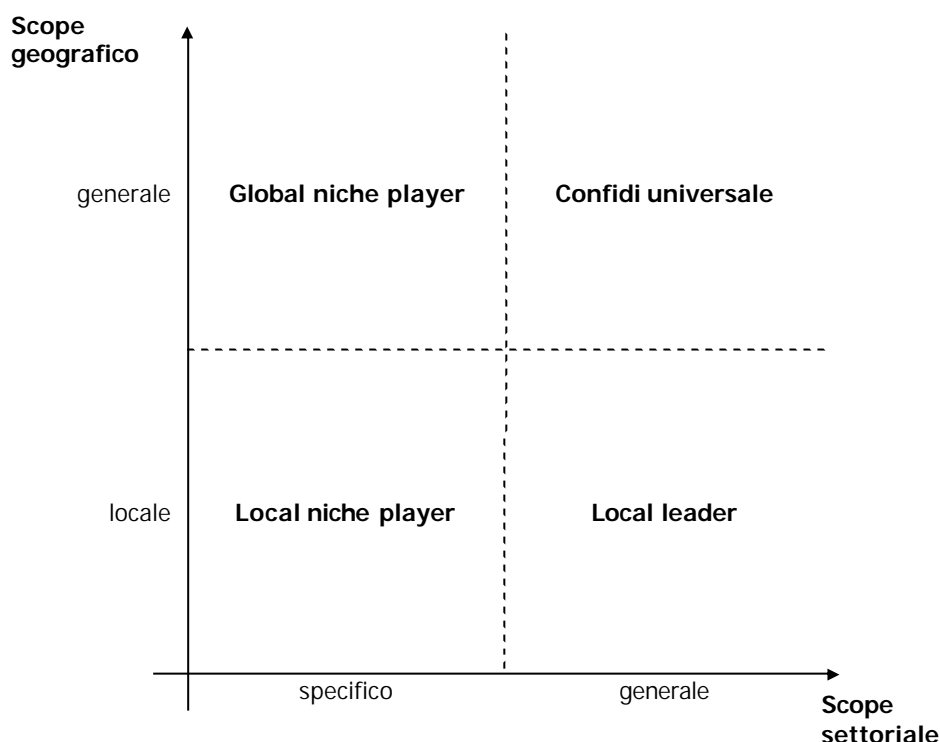 Scope
geografico
generale
Global niche player
Confidi universale
locale
Local niche player
Local leader
specifico
generale
Scope
settoriale